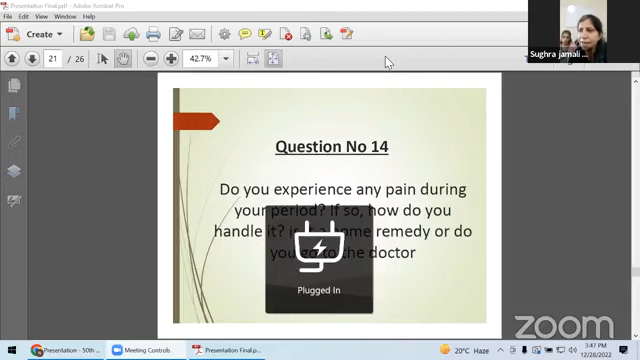 Presentaiton Final.pdf - Adobe Acrobat Pro
File Edit View Window
Create
21 / 26 42.7%
Sughra jamali ...
Question No 14
Do you experience any pain during
your period? If so, how do you
handle it? home remedy or do
you go to the doctor
Plugged In
Presentation - 50th ...
Meeting Controls
Presentaiton Final.p...
20°C Haze
3:47 PM
12/28/2022
zoom